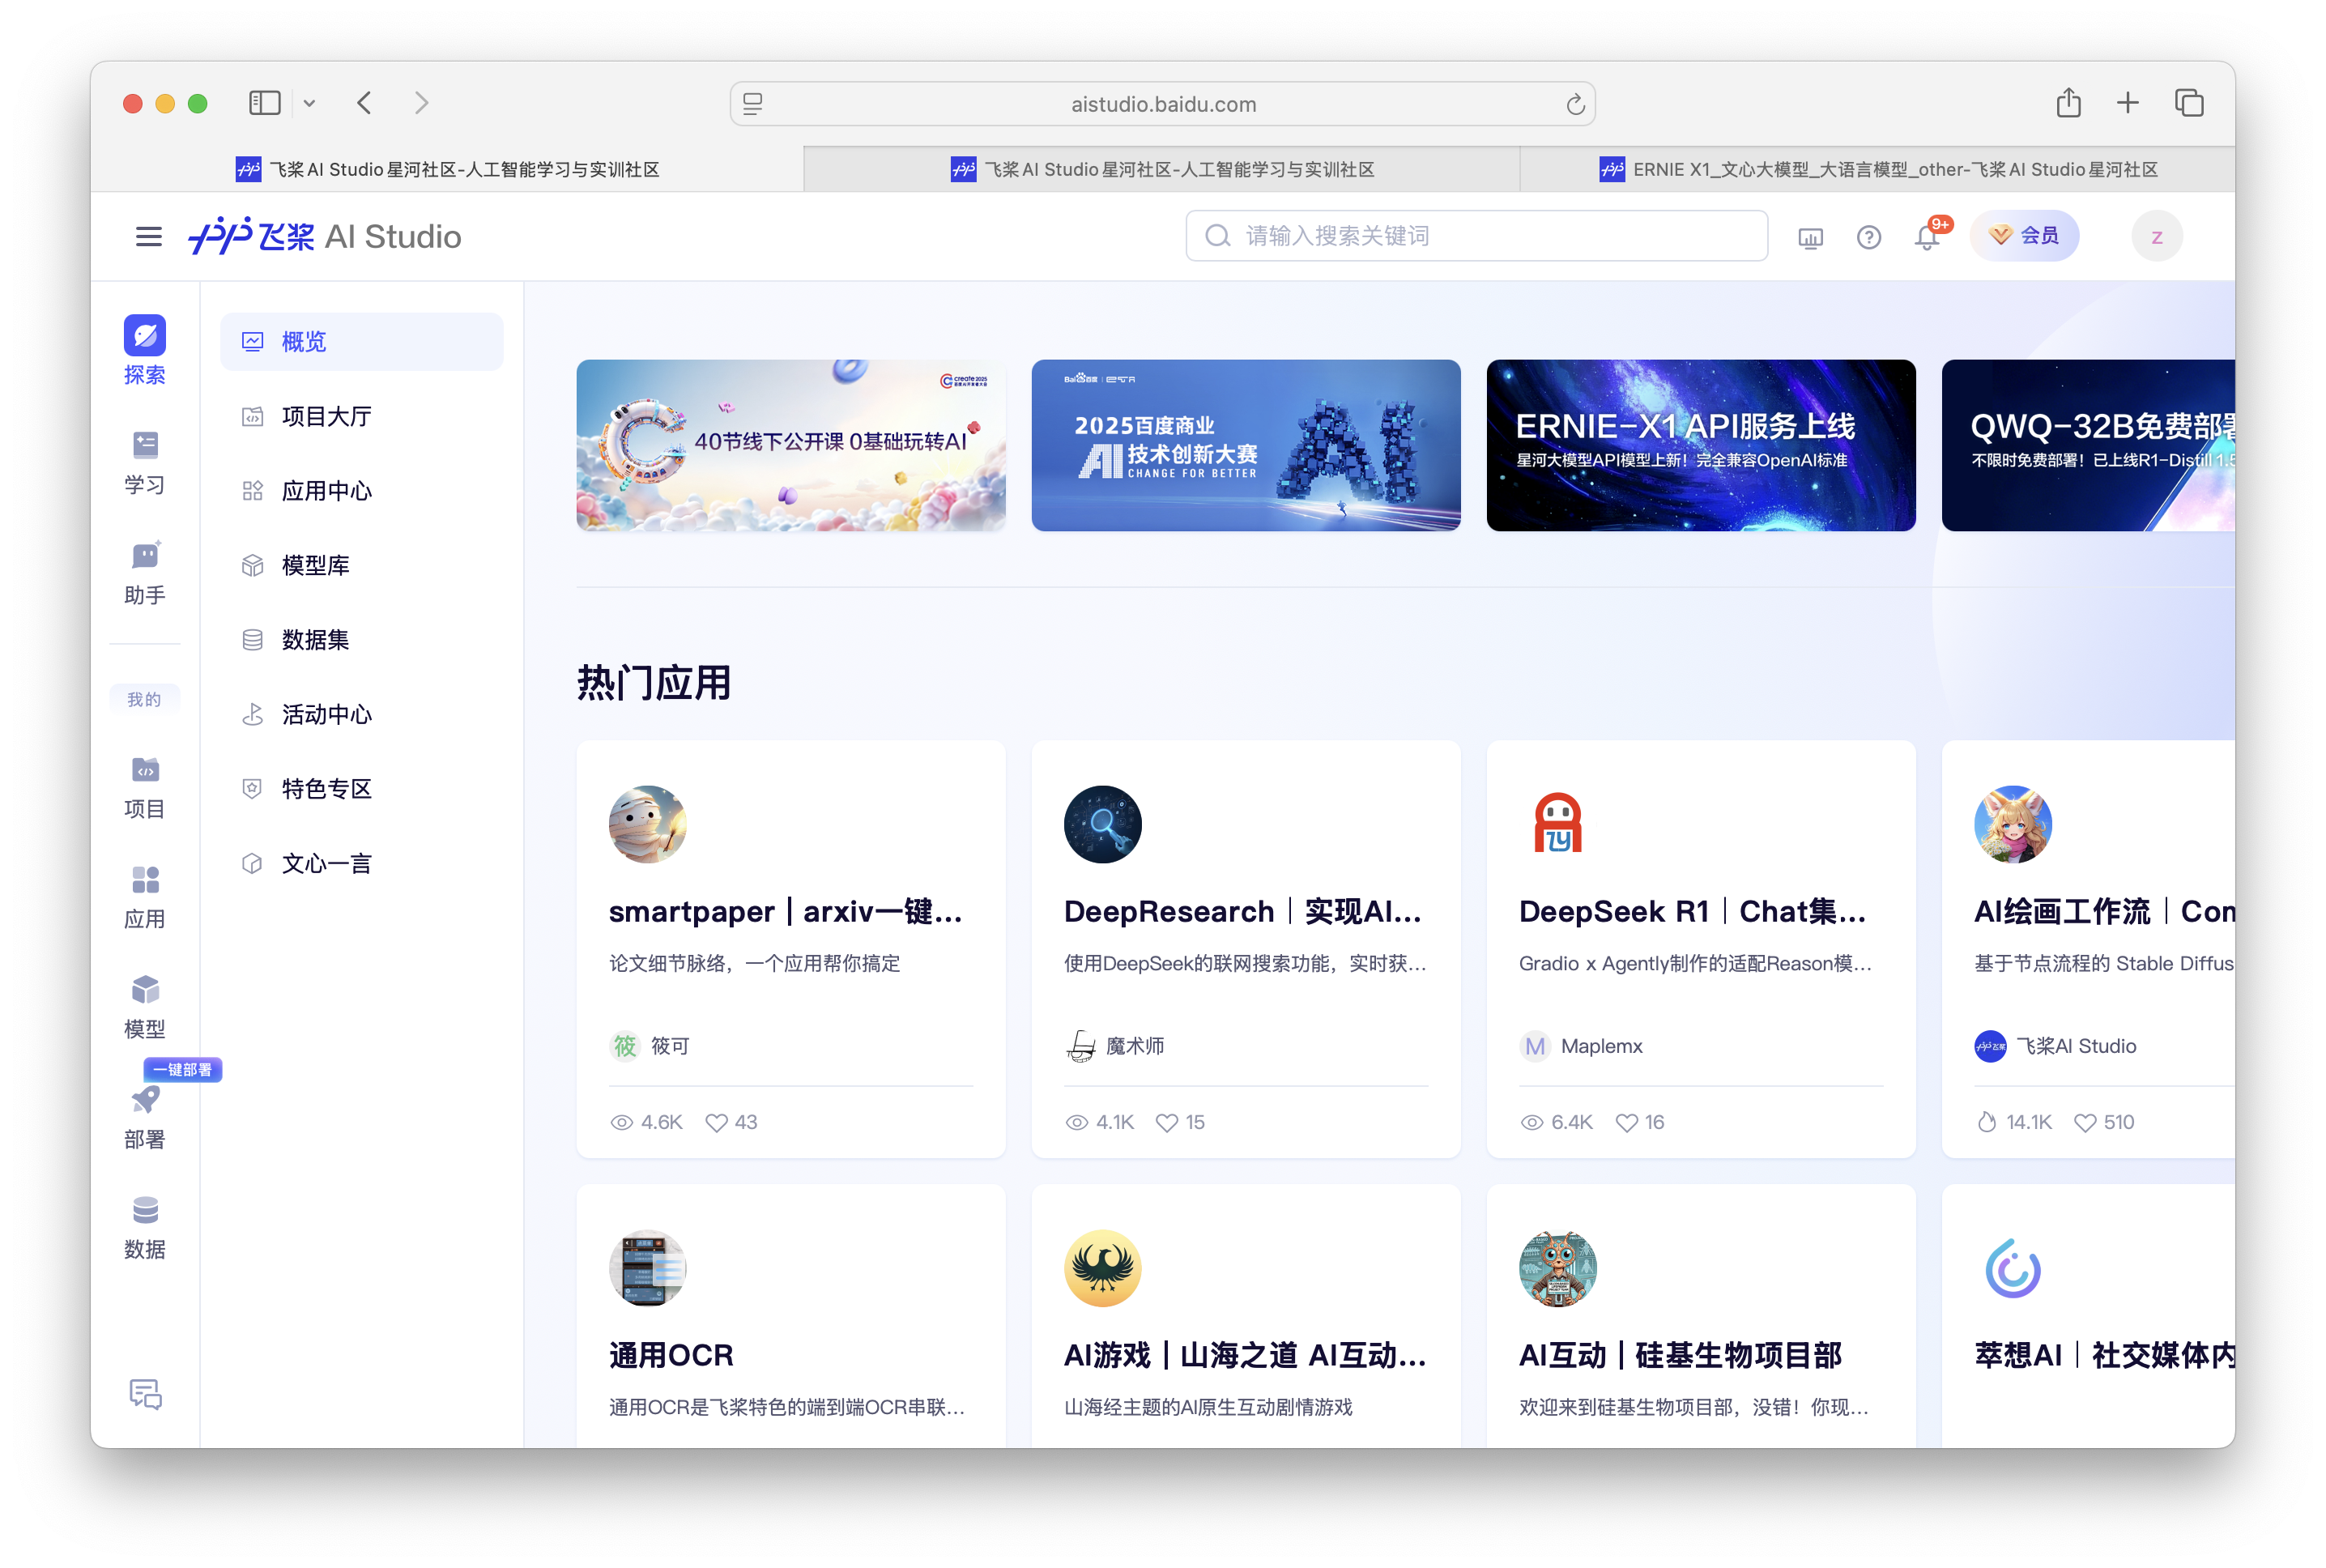 aistudio.baidu.com
飞桨AI Studio星河社区-人工智能学习与实训社区
飞桨AI Studio星河社区-人工智能学习与实训社区
ERNIE X1_文心大模型_大语言模型_other-飞桨AI Studio星河社区
飞桨 AI Studio
请输入搜索关键词
9+
会员
z
探索
学习
助手
我的
项目
应用
模型
一键部署
部署
数据
概览
项目大厅
应用中心
模型库
数据集
活动中心
特色专区
文心一言
create 2025
40节线下公开课 0基础玩转AI
Bai百度
2025百度商业
AI技术创新大赛
CHANGE FOR BETTER
ERNIE-X1 API服务上线
星河大模型API模型上新！完全兼容OpenAI标准
QWQ-32B免费部署
不限时免费部署！已上线R1-Distill 1.5
热门应用
smartpaper | arxiv一键...
论文细节脉络，一个应用帮你搞定
筱 筱可
4.6K 43
DeepResearch｜实现AI...
使用DeepSeek的联网搜索功能，实时获...
魔术师
4.1K 15
ZY
DeepSeek R1｜Chat集...
Gradio x Agently制作的适配Reason模...
M Maplemx
6.4K 16
AI绘画工作流｜Con
基于节点流程的 Stable Diffus
飞桨AI Studio
14.1K 510
通用OCR
通用OCR是飞桨特色的端到端OCR串联...
AI游戏 | 山海之道 AI互动...
山海经主题的AI原生互动剧情游戏
AI互动 | 硅基生物项目部
欢迎来到硅基生物项目部，没错！你现...
萃想AI｜社交媒体内